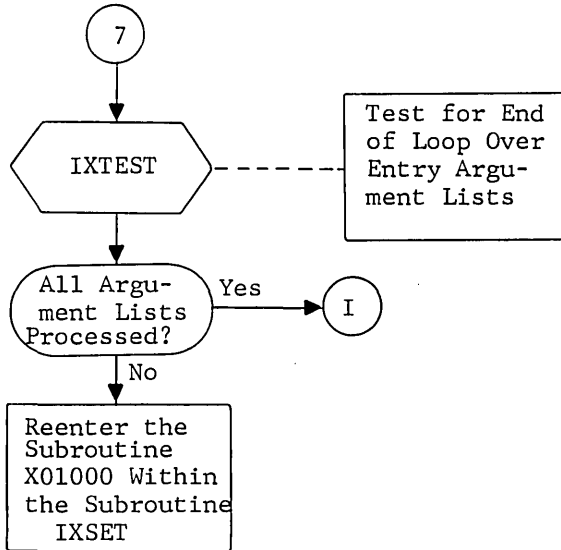 7
IXTEST
Test for End
of Loop Over
Entry Argu-
ment Lists
All Argu-
ment Lists
Processed?
Yes
I
No
Reenter the
Subroutine
X01000 Within
the Subroutine
IXSET